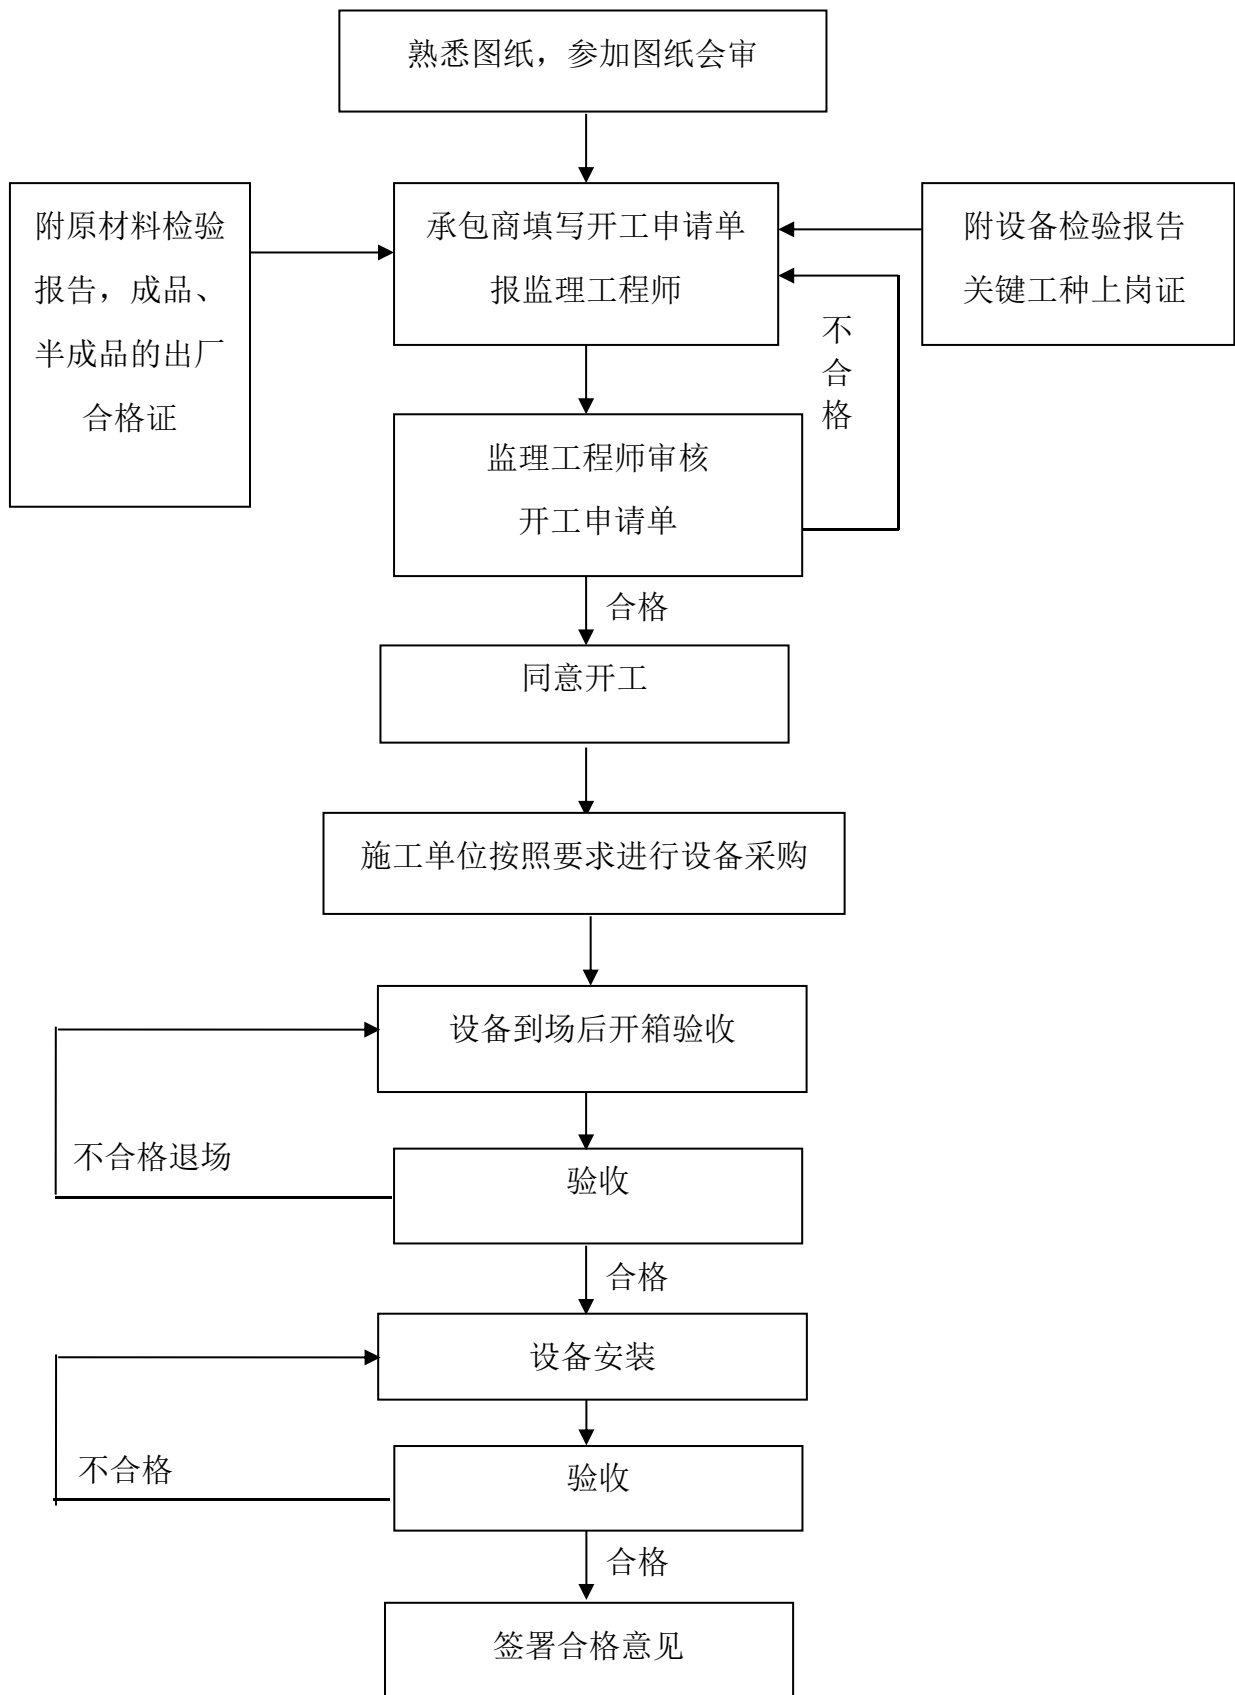 熟悉图纸，参加图纸会审
附原材料检验
报告，成品、
半成品的出厂
合格证
承包商填写开工申请单
报监理工程师
附设备检验报告
关键工种上岗证
不
合
格
监理工程师审核
开工申请单
合格
同意开工
施工单位按照要求进行设备采购
设备到场后开箱验收
不合格退场
验收
合格
设备安装
不合格
验收
合格
签署合格意见